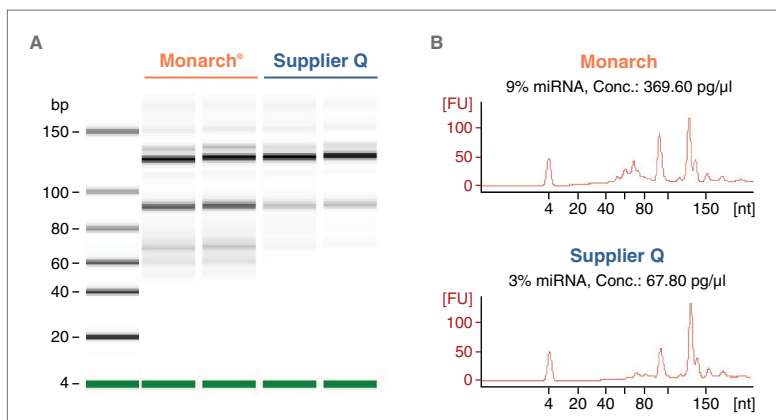 A
Monarch®
Supplier Q
bp
150
100
80
60
40
20
4
B
Monarch
9% miRNA, Conc.: 369.60 pg/µl
[FU]
100
50
0
4 20 40 80 150 [nt]
Supplier Q
3% miRNA, Conc.: 67.80 pg/µl
[FU]
100
50
0
4 20 40 80 150 [nt]